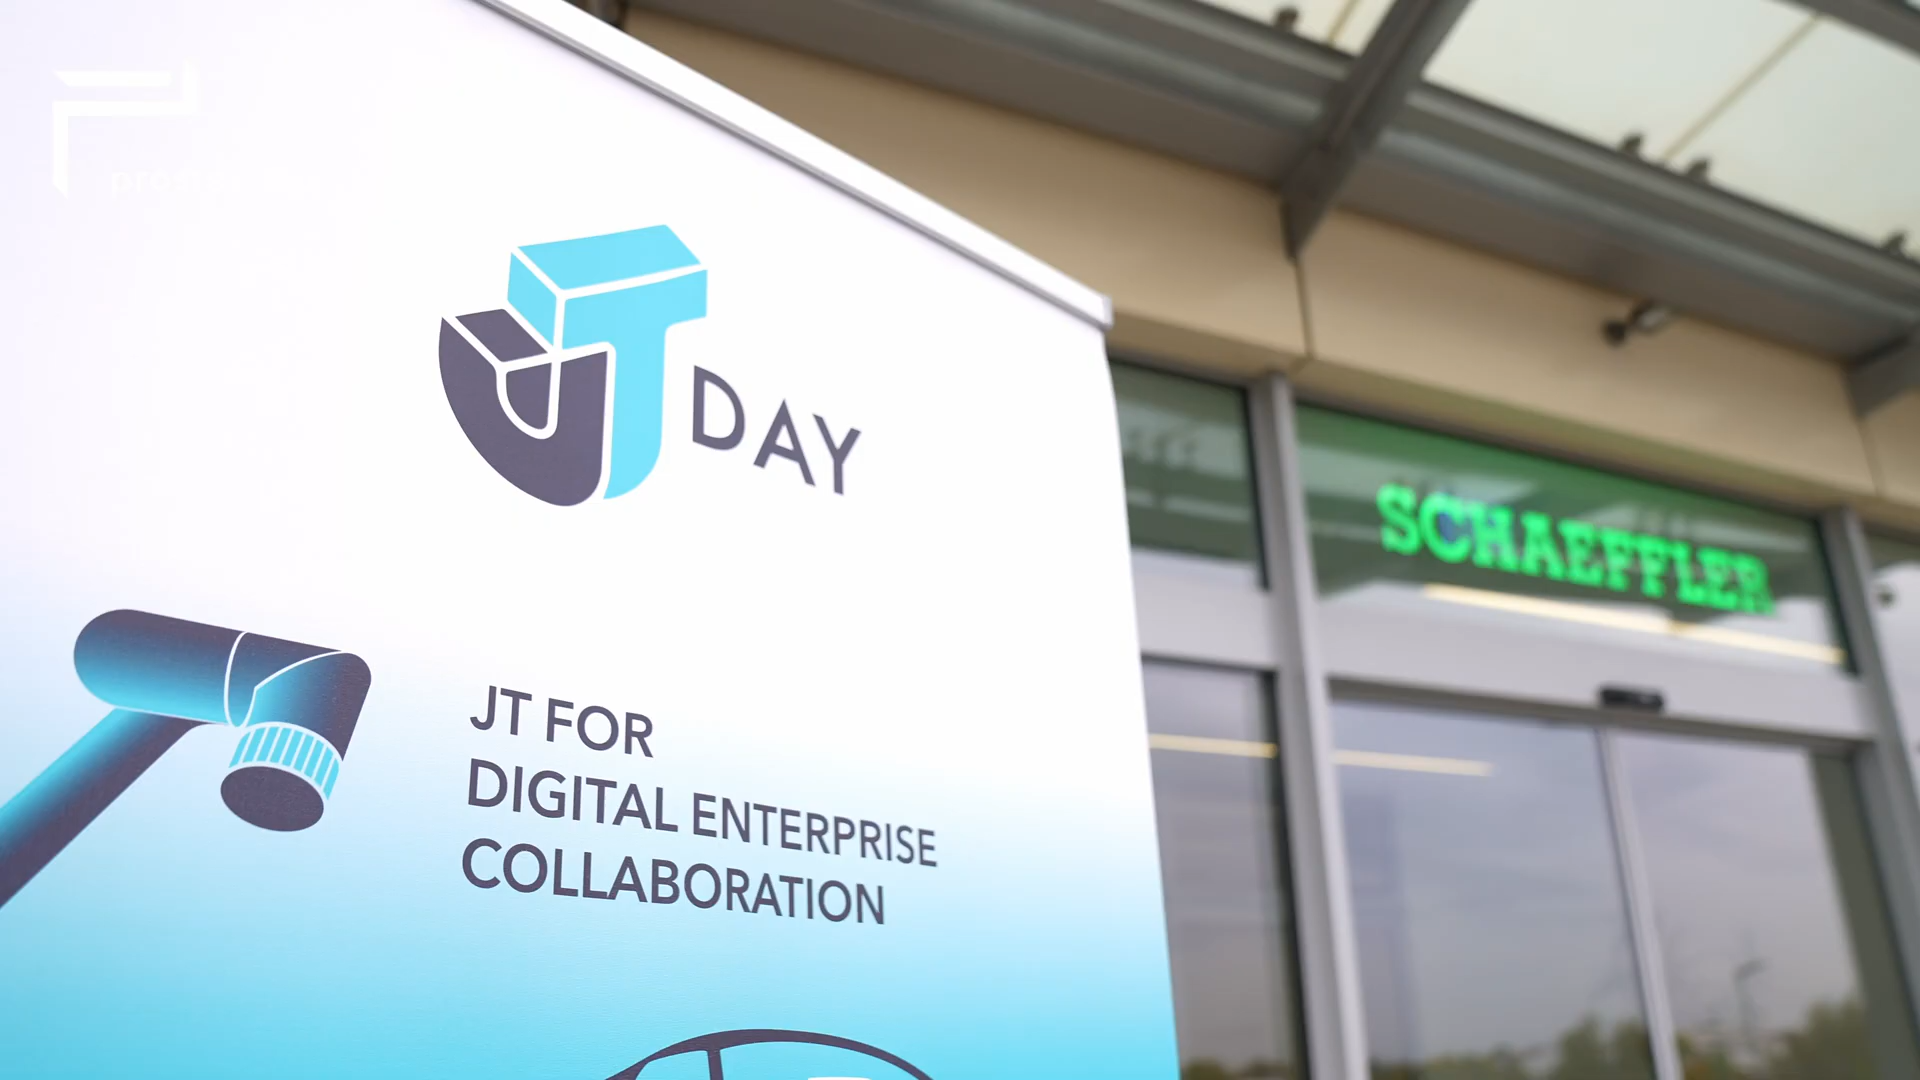 JT
DAY
JT FOR
DIGITAL ENTERPRISE
COLLABORATION
SCHAEFFLER